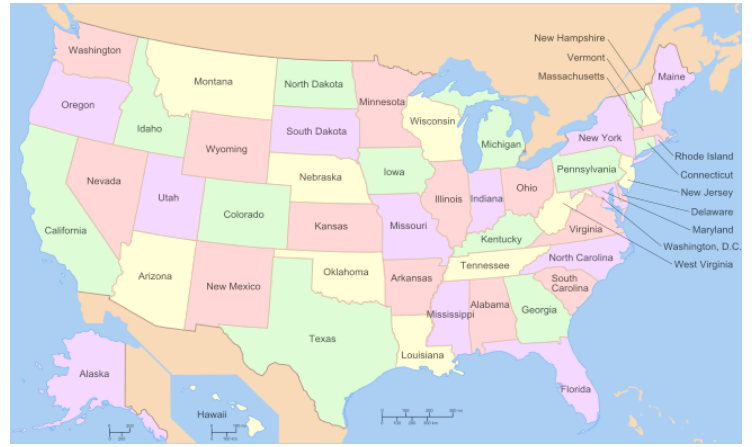 New Hampshire
Vermont
Massachusetts
Washington
Montana
North Dakota
Minnesota
Maine
Oregon
Idaho
Wyoming
South Dakota
Wisconsin
Michigan
New York
Rhode Island
Connecticut
New Jersey
Delaware
Maryland
Washington, D.C.
West Virginia
Nevada
Utah
Colorado
Nebraska
Iowa
Illinois
Indiana
Ohio
Pennsylvania
California
Kansas
Missouri
Kentucky
Virginia
Arizona
New Mexico
Oklahoma
Arkansas
Tennessee
North Carolina
South
Carolina
Texas
Louisiana
Mississippi
Alabama
Georgia
Florida
Alaska
Hawaii